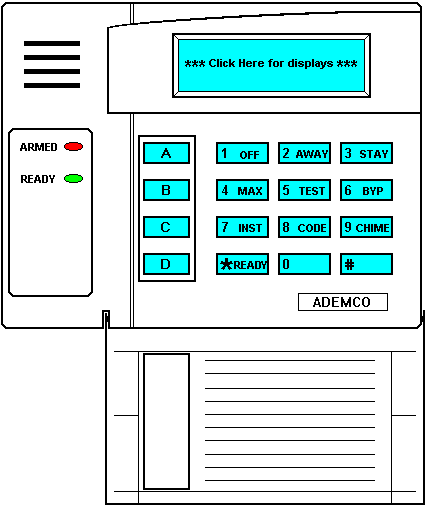 *** Click Here for displays ***
ARMED
READY
A
1 OFF
2 AWAY
3 STAY
B
4 MAX
5 TEST
6 BYP
C
7 INST
8 CODE
9 CHIME
D
*READY
0
#
ADEMCO